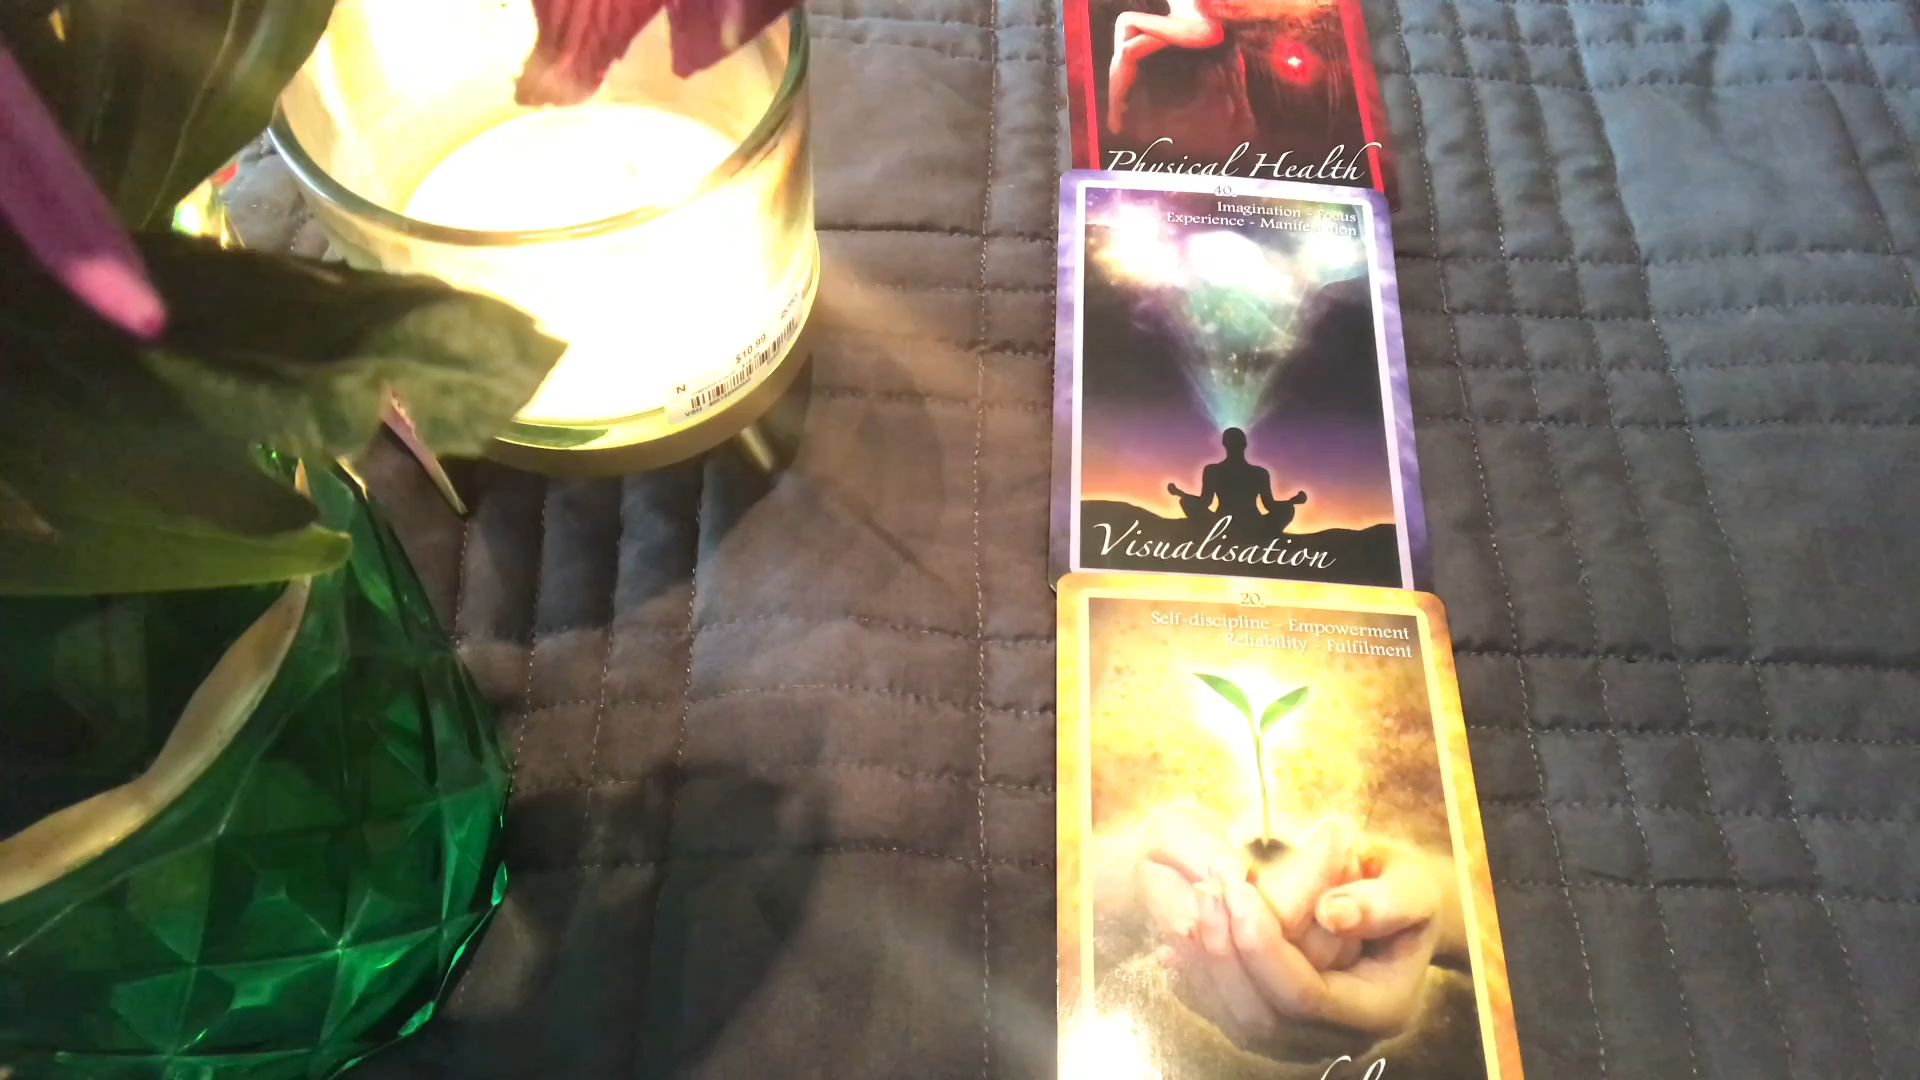 Physical Health
40.
Imagination - Focus
Experience - Manifestation
Visualisation
20.
Self-discipline - Empowerment
Reliability - Fulfilment
$10.99
N